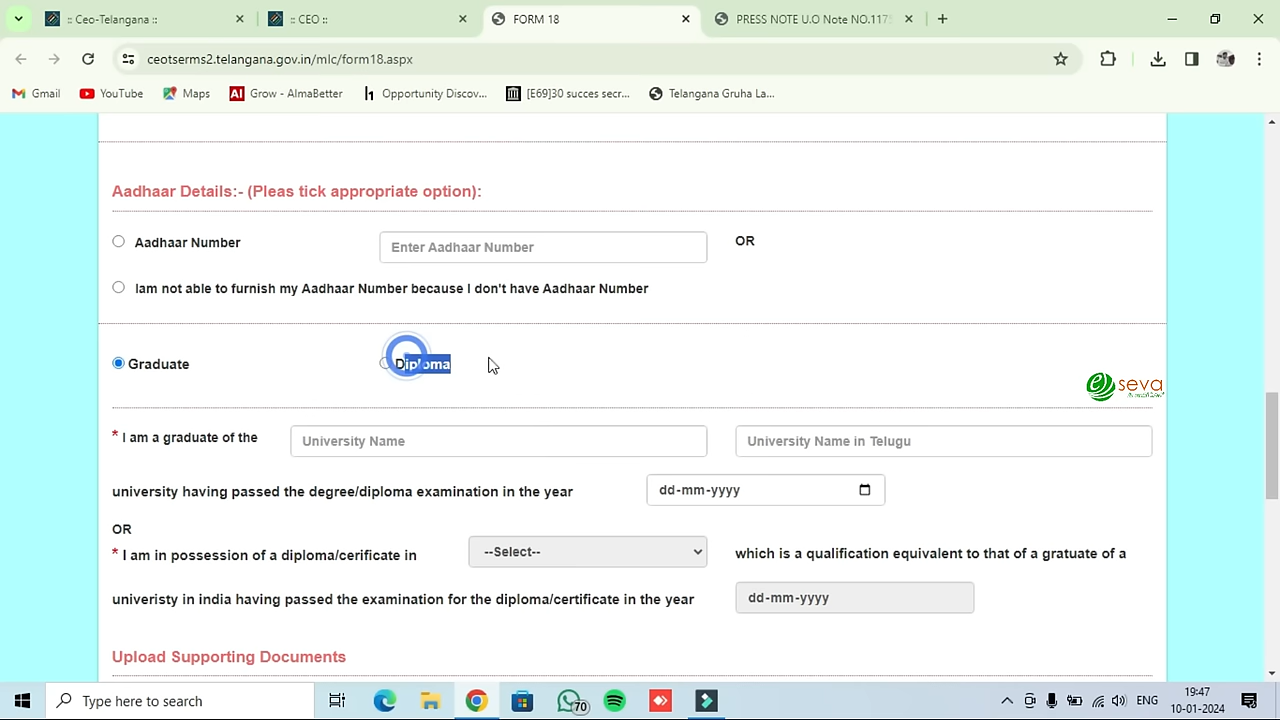 :: Ceo-Telangana ::
:: CEO ::
FORM 18
PRESS NOTE U.O Note NO.117
ceotserms2.telangana.gov.in/mlc/form18.aspx
Gmail
YouTube
Maps
Grow - AlmaBetter
Opportunity Discov...
[E69]30 succes secr...
Telangana Gruha La...
Aadhaar Details:- (Pleas tick appropriate option):
Aadhaar Number
Enter Aadhaar Number
OR
Iam not able to furnish my Aadhaar Number because I don't have Aadhaar Number
Graduate
Diploma
eseva
* I am a graduate of the
University Name
University Name in Telugu
university having passed the degree/diploma examination in the year
dd-mm-yyyy
OR
* I am in possession of a diploma/cerificate in
--Select--
which is a qualification equivalent to that of a gratuate of a
univeristy in india having passed the examination for the diploma/certificate in the year
dd-mm-yyyy
Upload Supporting Documents
Type here to search
70
ENG
19:47
10-01-2024